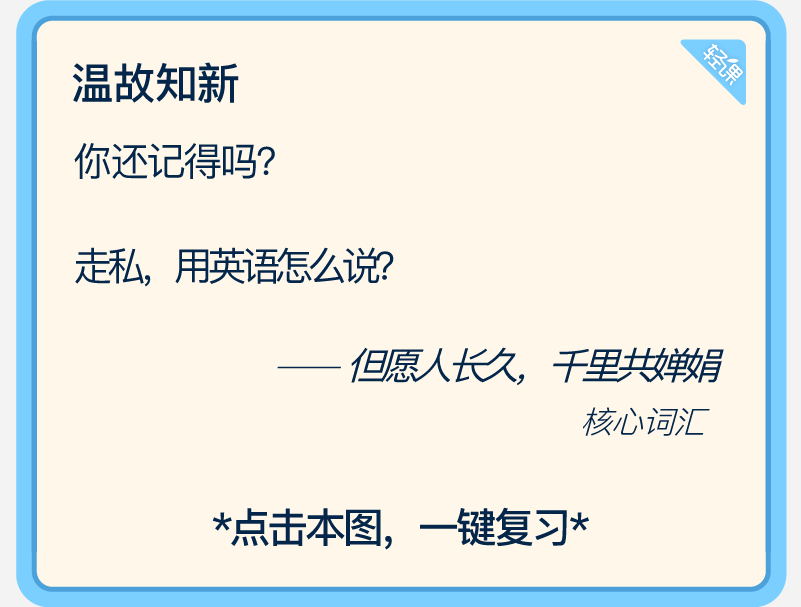 温故知新
轻课
你还记得吗?
走私，用英语怎么说?
—— 但愿人长久，千里共婵娟
核心词汇
*点击本图，一键复习*